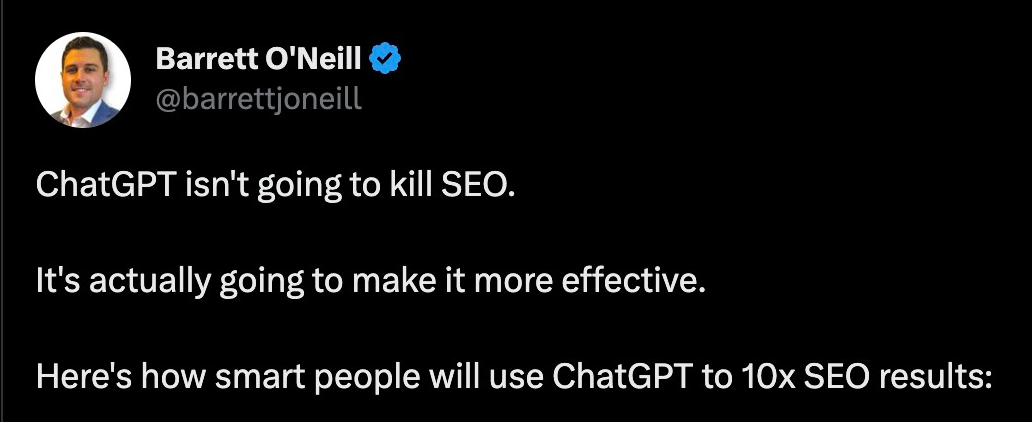 Barrett O'Neill
@barrettjoneill
ChatGPT isn't going to kill SEO.
It's actually going to make it more effective.
Here's how smart people will use ChatGPT to 10x SEO results: